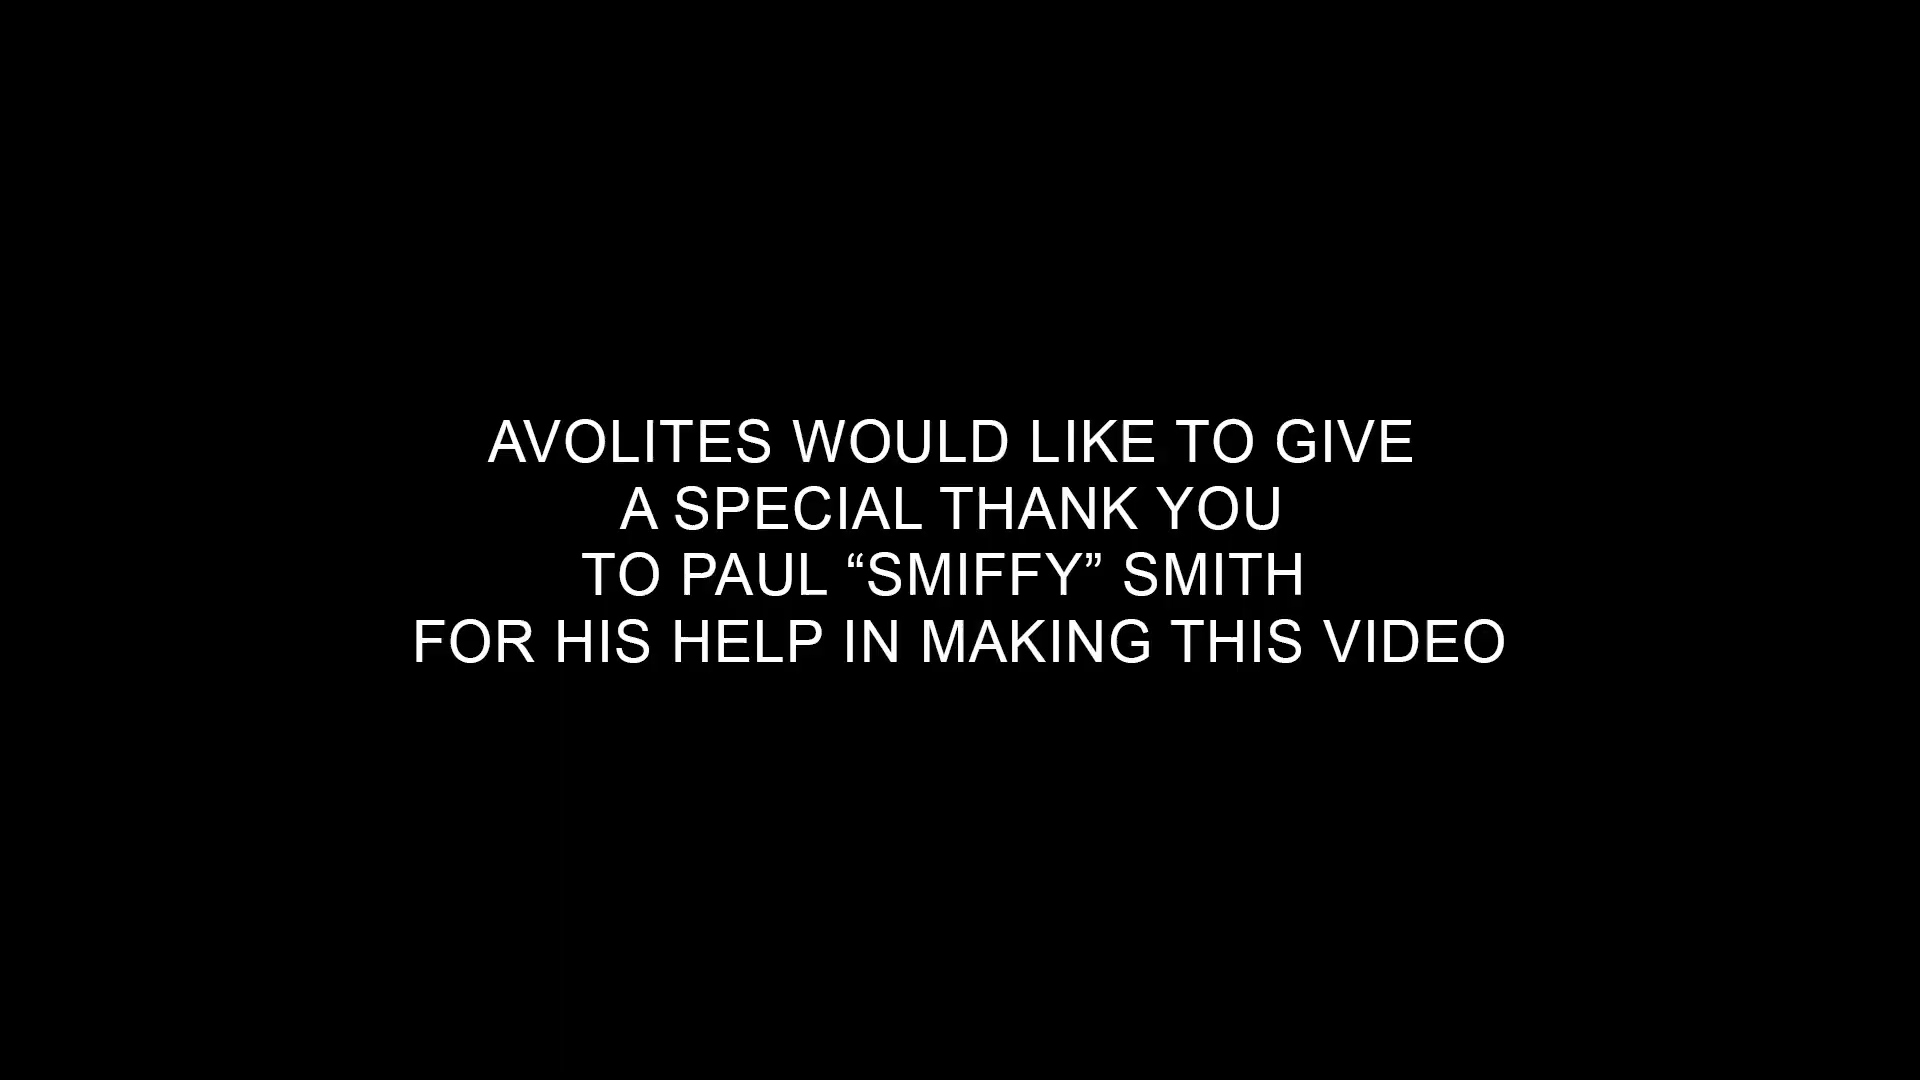 AVOLITES WOULD LIKE TO GIVE
A SPECIAL THANK YOU
TO PAUL “SMIFFY” SMITH
FOR HIS HELP IN MAKING THIS VIDEO